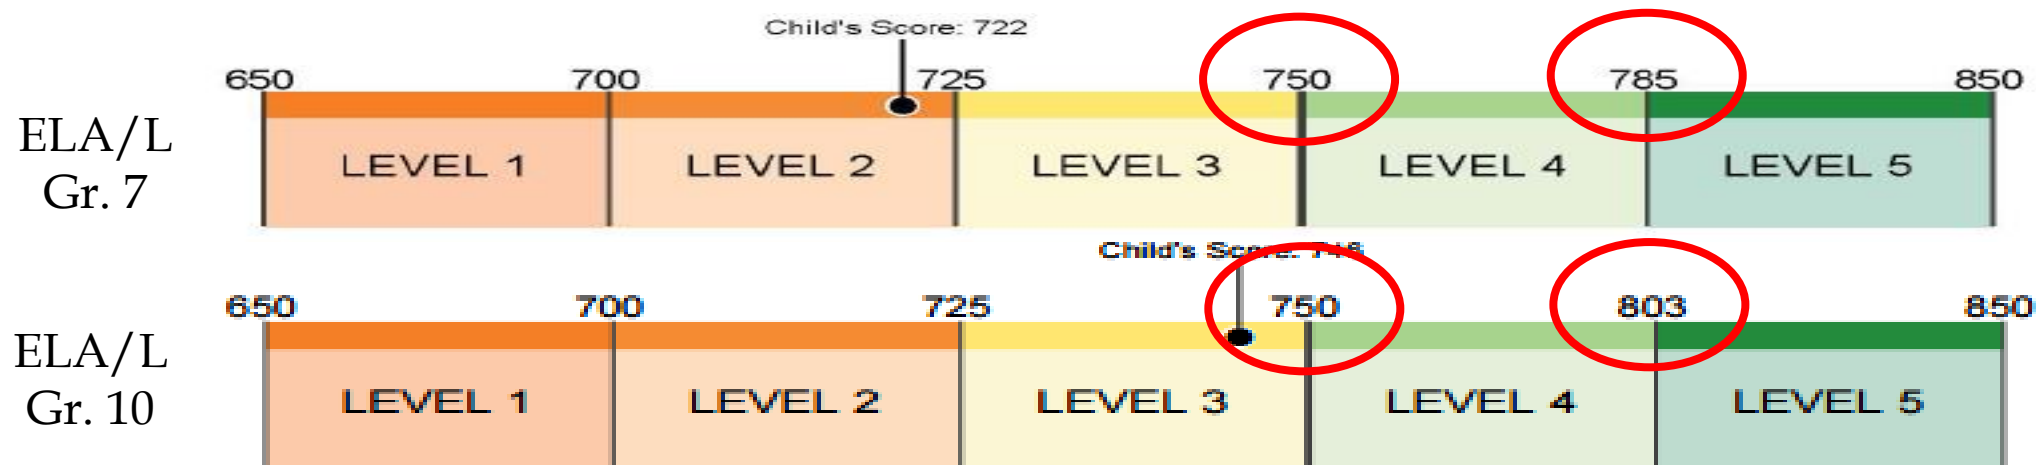 Child's Score: 722
650 700 725 750 785 850
ELA/L
Gr. 7
LEVEL 1 LEVEL 2 LEVEL 3 LEVEL 4 LEVEL 5
Child's Score: 746
650 700 725 750 803 850
ELA/L
Gr. 10
LEVEL 1 LEVEL 2 LEVEL 3 LEVEL 4 LEVEL 5